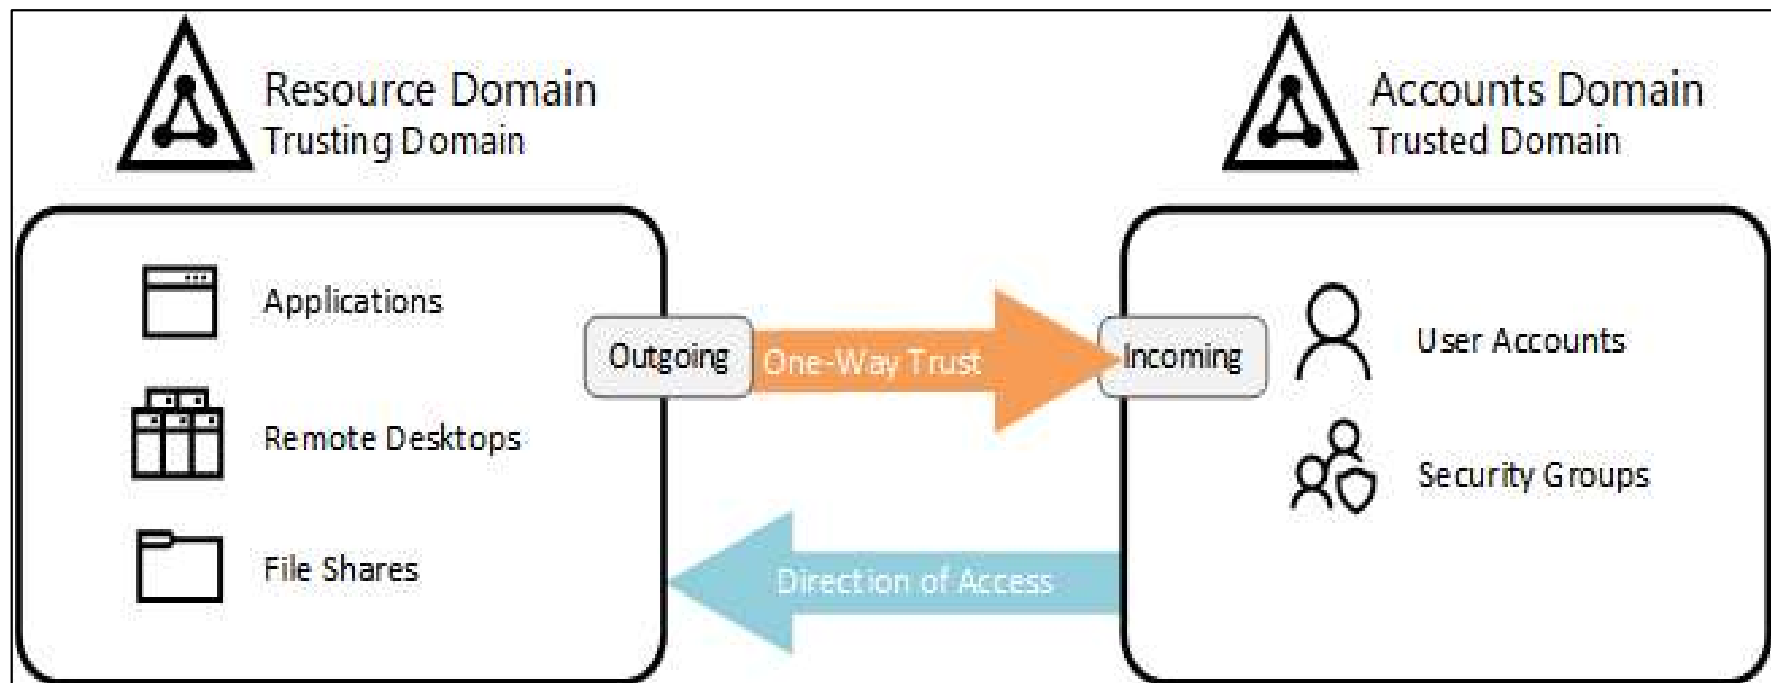 Resource Domain
Trusting Domain
Accounts Domain
Trusted Domain
Applications
Remote Desktops
File Shares
Outgoing
One-Way Trust
Incoming
Direction of Access
User Accounts
Security Groups